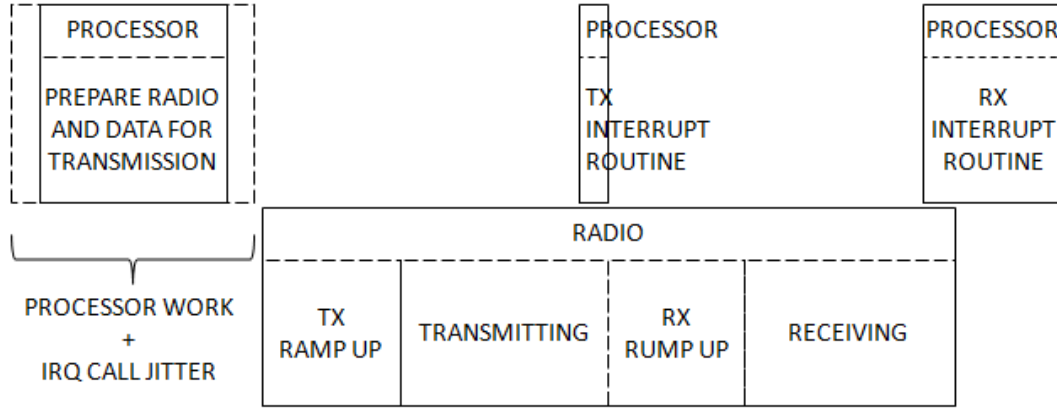 PROCESSOR
PREPARE RADIO
AND DATA FOR
TRANSMISSION
PROCESSOR
TX
INTERRUPT
ROUTINE
PROCESSOR
RX
INTERRUPT
ROUTINE
PROCESSOR WORK
+
IRQ CALL JITTER
RADIO
TX
RAMP UP
TRANSMITTING
RX
RUMP UP
RECEIVING